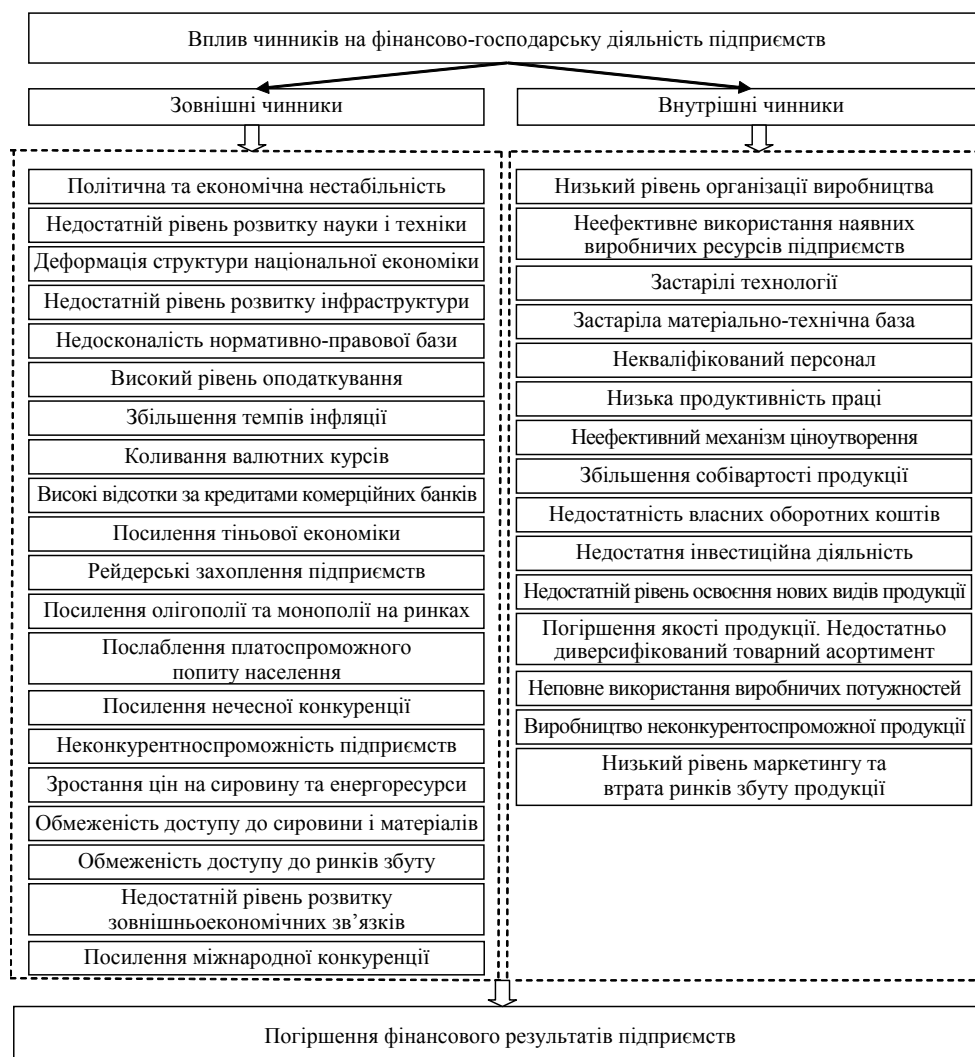 Вплив чинників на фінансово-господарську діяльність підприємств
Зовнішні чинники
Політична та економічна нестабільність
Недостатній рівень розвитку науки і техніки
Деформація структури національної економіки
Недостатній рівень розвитку інфраструктури
Недосконалість нормативно-правової бази
Високий рівень оподаткування
Збільшення темпів інфляції
Коливання валютних курсів
Високі відсотки за кредитами комерційних банків
Посилення тіньової економіки
Рейдерські захоплення підприємств
Посилення олігополії та монополії на ринках
Послаблення платоспроможного
попиту населення
Посилення нечесної конкуренції
Неконкурентноспроможність підприємств
Зростання цін на сировину та енергоресурси
Обмеженість доступу до сировини і матеріалів
Обмеженість доступу до ринків збуту
Недостатній рівень розвитку
зовнішньоекономічних зв’язків
Посилення міжнародної конкуренції
Внутрішні чинники
Низький рівень організації виробництва
Неефективне використання наявних
виробничих ресурсів підприємств
Застарілі технології
Застаріла матеріально-технічна база
Некваліфікований персонал
Низька продуктивність праці
Неефективний механізм ціноутворення
Збільшення собівартості продукції
Недостатність власних оборотних коштів
Недостатня інвестиційна діяльність
Недостатній рівень освоєння нових видів продукції
Погіршення якості продукції. Недостатньо
диверсифікований товарний асортимент
Неповне використання виробничих потужностей
Виробництво неконкурентоспроможної продукції
Низький рівень маркетингу та
втрата ринків збуту продукції
Погіршення фінансового результатів підприємств